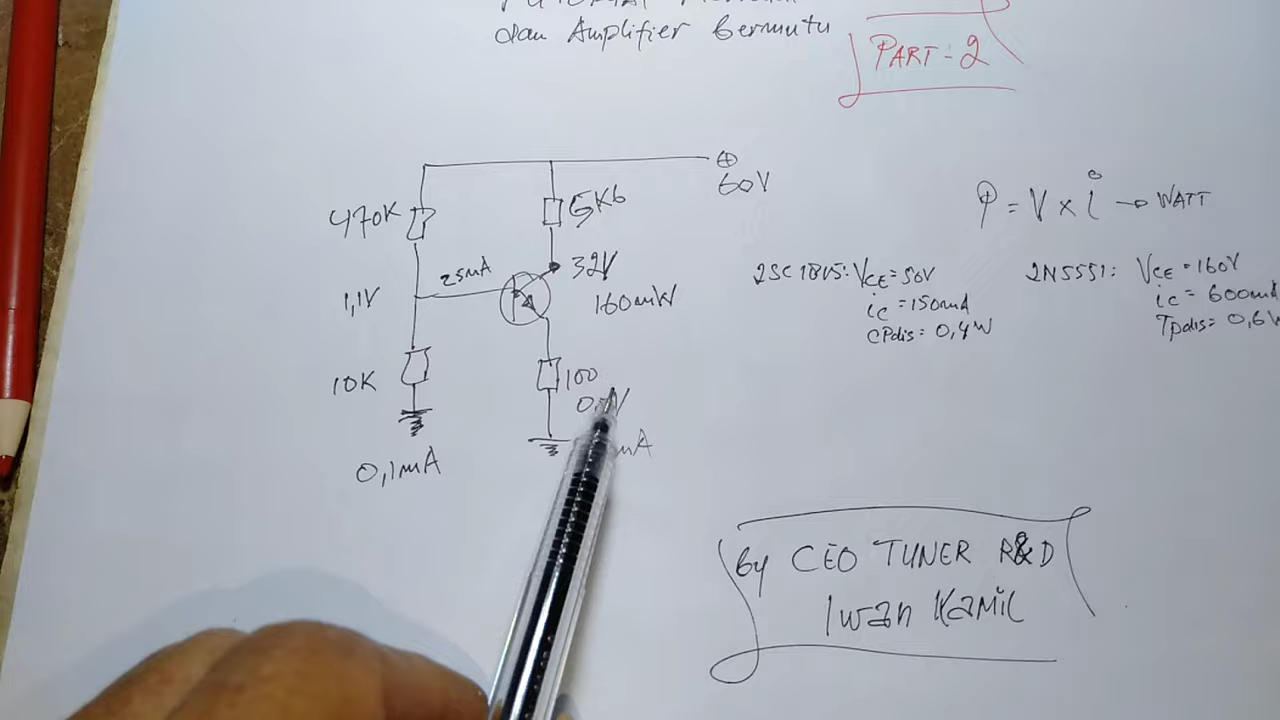 dan Amplifier Bermutu
PART-2
60V
470K
5K6
25mA
32V
1,1V
160mW
10K
100
mA
0,1mA
P = V x i → WATT
2SC1815: VCE = 50V
ic = 150mA
CPdis = 0,4W
2N5551: VCE = 160V
ic = 600mA
Tpdis = 0,6W
By CEO TUNER R&D
Iwan Kamil